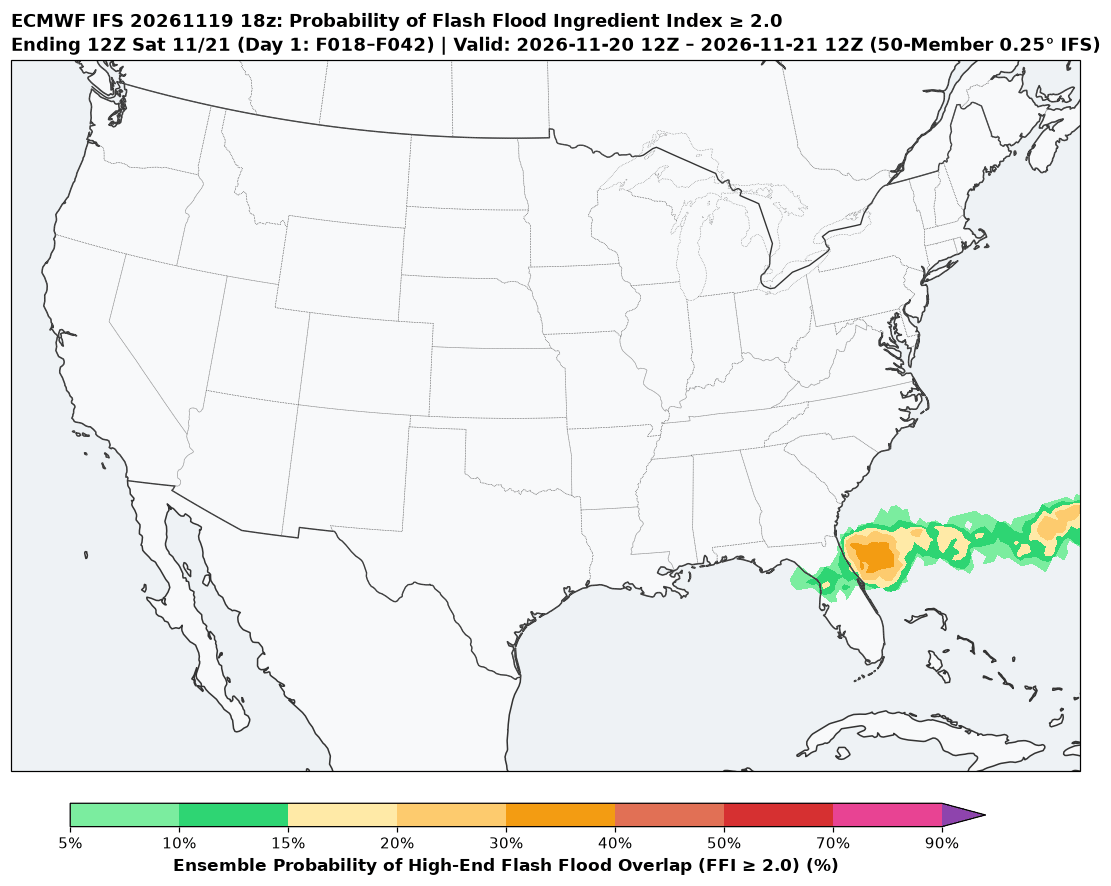 ECMWF IFS 20261119 18z: Probability of Flash Flood Ingredient Index ≥ 2.0
Ending 12Z Sat 11/21 (Day 1: F018–F042) | Valid: 2026-11-20 12Z – 2026-11-21 12Z (50-Member 0.25° IFS)
5% 10% 15% 20% 30% 40% 50% 70% 90%
Ensemble Probability of High-End Flash Flood Overlap (FFI ≥ 2.0) (%)